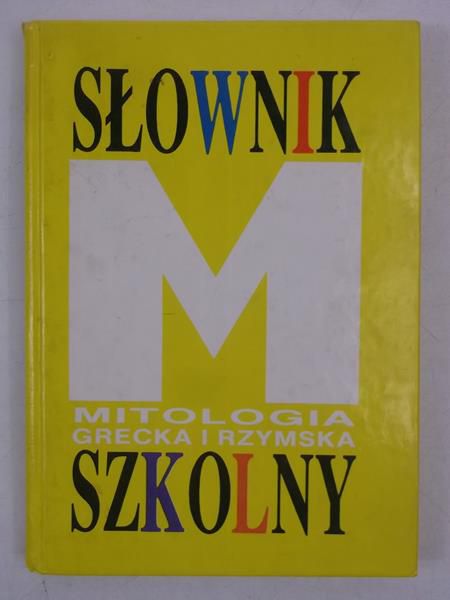 SŁOWNIK
M
MITOLOGIA
GRECKA I RZYMSKA
SZKOLNY